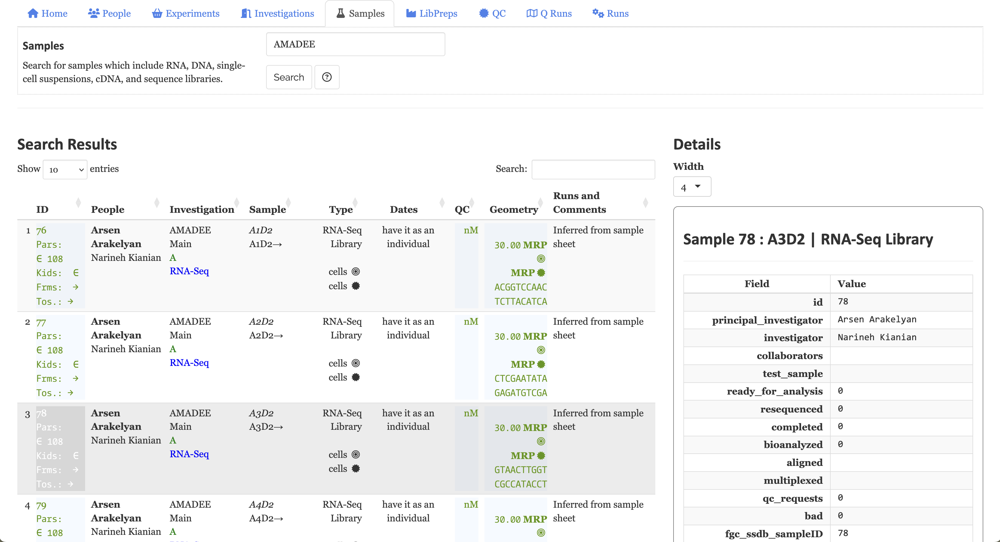 Home People Experiments Investigations Samples LibPreps QC Q Runs Runs
Samples
Search for samples which include RNA, DNA, single-
cell suspensions, cDNA, and sequence libraries.
AMADEE
Search
Search Results
Show 10 entries
Search:
ID People Investigation Sample Type Dates QC Geometry Runs and
Comments
1 76 Arsen AMADEE A1D2 RNA-Seq have it as an nM Inferred from sample
Pars: Arakelyan Main A1D2→ Library individual 30.00 MRP sheet
∈ 108 Narineh Kianian A
Kids: ∈ RNA-Seq cells MRP
Frms: → cells ACGGTCCAAC
Tos.: → TCTTACATCA
2 77 Arsen AMADEE A2D2 RNA-Seq have it as an nM Inferred from sample
Pars: Arakelyan Main A2D2→ Library individual 30.00 MRP sheet
∈ 108 Narineh Kianian A
Kids: ∈ RNA-Seq cells MRP
Frms: → cells CTCGAATATA
Tos.: → GAGATGTCGA
3 78 Arsen AMADEE A3D2 RNA-Seq have it as an nM Inferred from sample
Pars: Arakelyan Main A3D2→ Library individual 30.00 MRP sheet
∈ 108 Narineh Kianian A
Kids: ∈ RNA-Seq cells MRP
Frms: → cells GTAACTTGGT
Tos.: → CGCCATACCT
4 79 Arsen AMADEE A4D2 RNA-Seq have it as an nM Inferred from sample
Pars: Arakelyan Main A4D2→ Library individual 30.00 MRP sheet
∈ 108 Narineh Kianian A
Details
Width
4
Sample 78 : A3D2 | RNA-Seq Library
Field Value
id 78
principal_investigator Arsen Arakelyan
investigator Narineh Kianian
collaborators
test_sample
ready_for_analysis 0
resequenced 0
completed 0
bioanalyzed 0
aligned
multiplexed
qc_requests 0
bad 0
fgc_ssdb_sampleID 78